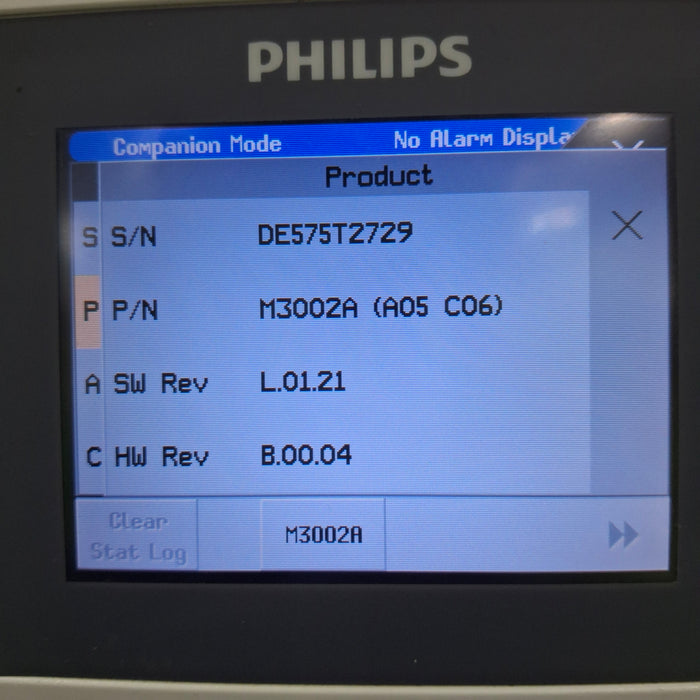 PHILIPS
Companion Mode No Alarm
Product
S S/N DE575T2729
P P/N M3002A (A05 C06)
A SW Rev L.01.21
C HW Rev B.00.04
Clear M3002A
Stat Log